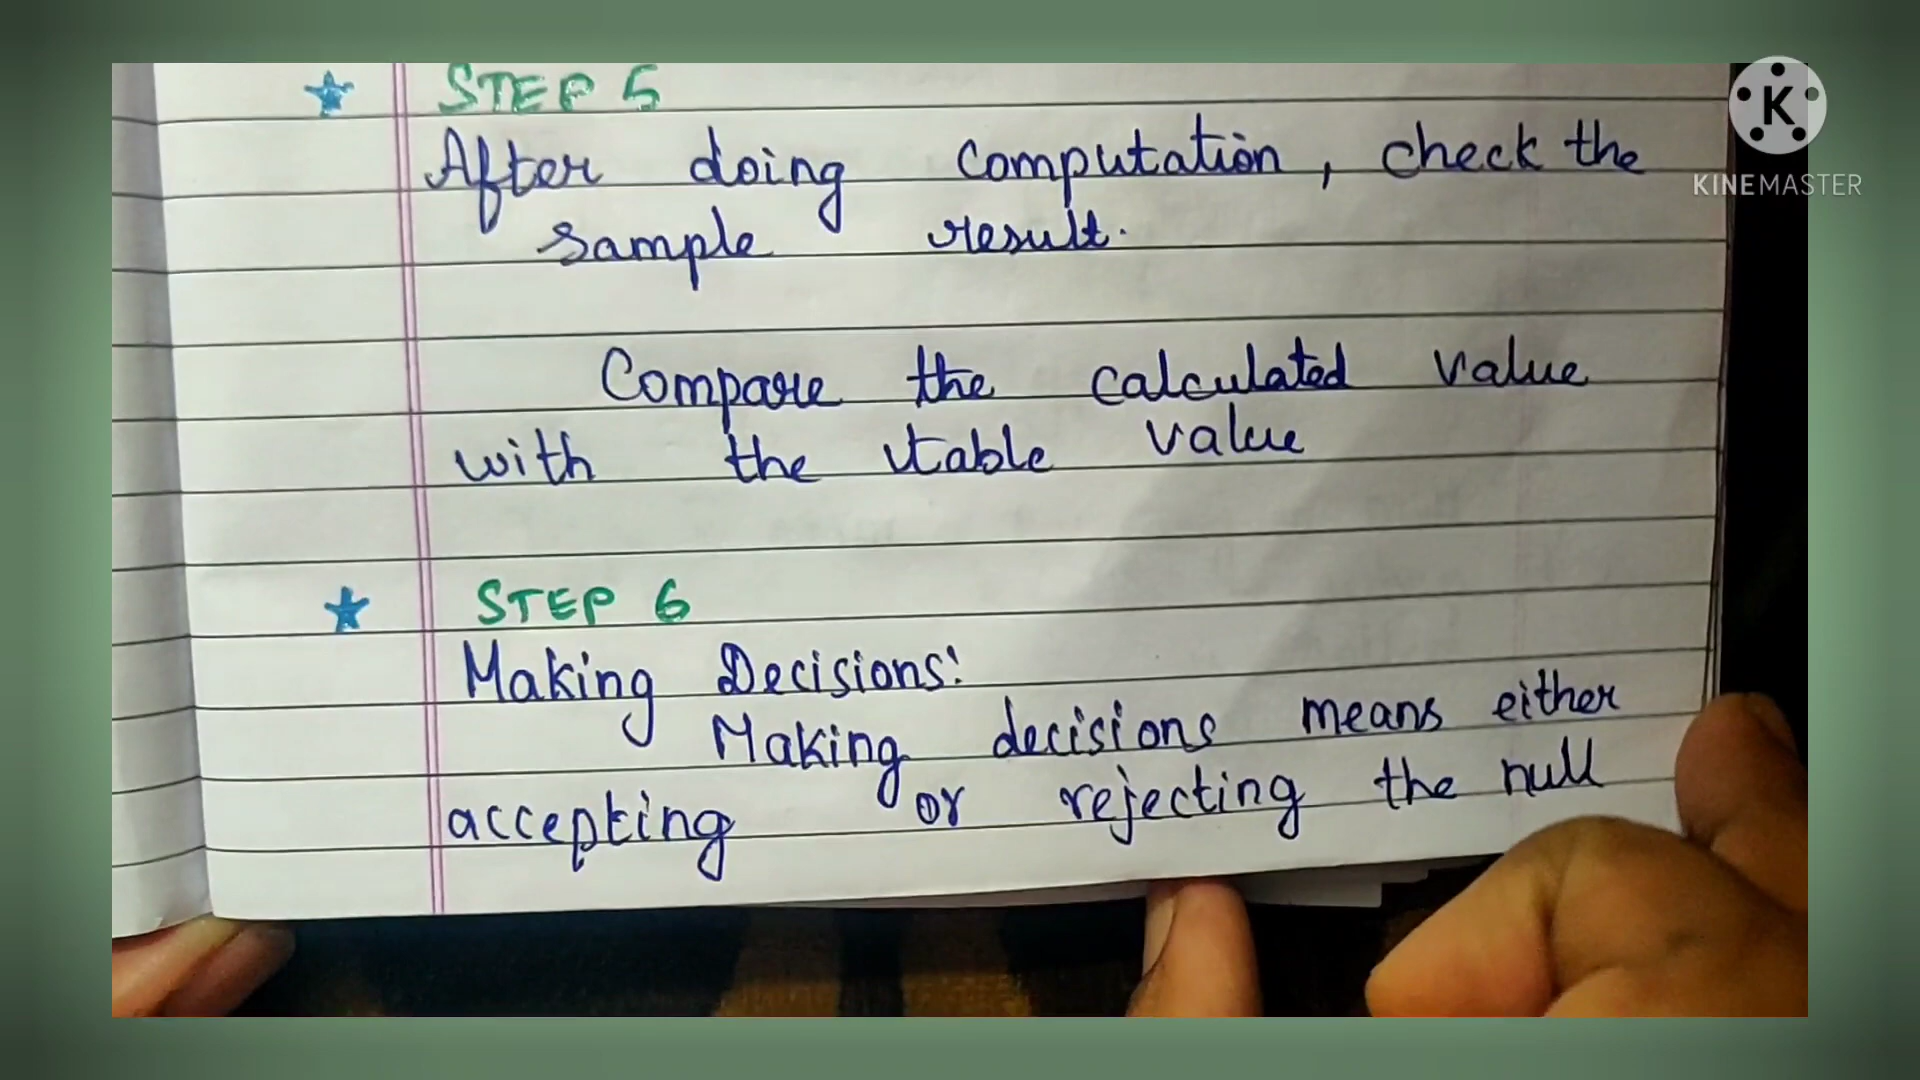 STEP 5
After doing computation, check the
sample result.
Compare the calculated value
with the table value
STEP 6
Making Decisions:
Making decisions means either
accepting or rejecting the null
K
KINEMASTER